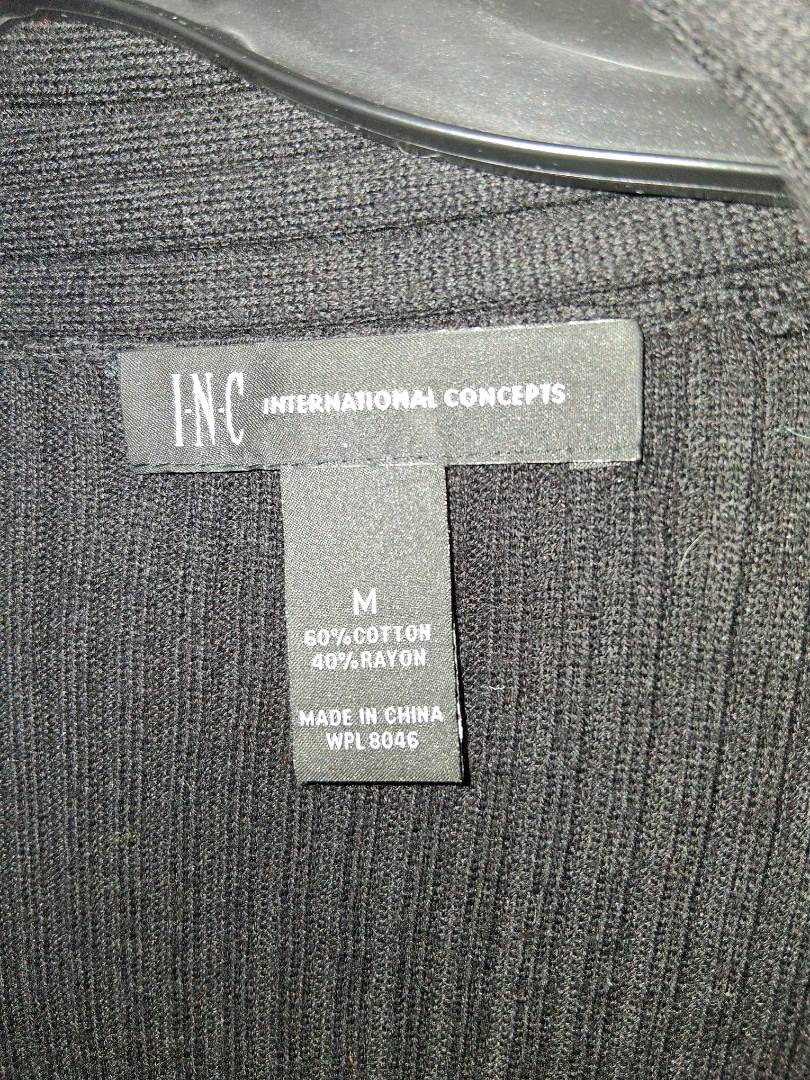 I·N·C INTERNATIONAL CONCEPTS
M
60%COTTON
40%RAYON
MADE IN CHINA
WPL 8046